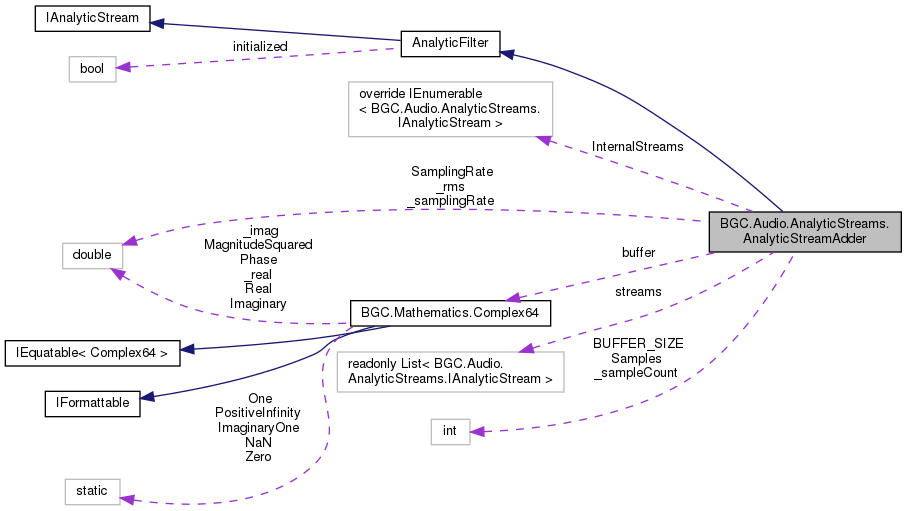 IAnalyticStream
AnalyticFilter
initialized
bool
override IEnumerable
< BGC.Audio.AnalyticStreams.
IAnalyticStream >
InternalStreams
SamplingRate
_rms
_samplingRate
BGC.Audio.AnalyticStreams.
AnalyticStreamAdder
_imag
MagnitudeSquared
Phase
_real
Real
Imaginary
double
buffer
streams
BGC.Mathematics.Complex64
IEquatable< Complex64 >
readonly List< BGC.Audio.
AnalyticStreams.IAnalyticStream >
BUFFER_SIZE
Samples
_sampleCount
IFormattable
One
PositiveInfinity
ImaginaryOne
NaN
Zero
int
static